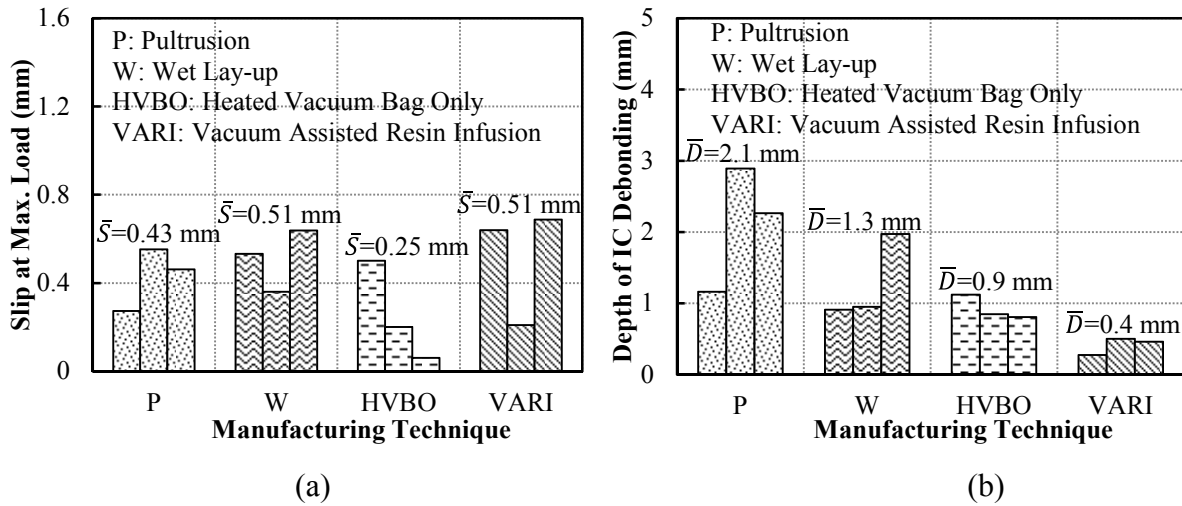 1.6
1.2
0.8
0.4
0
Slip at Max. Load (mm)
P: Pultrusion
W: Wet Lay-up
HVBO: Heated Vacuum Bag Only
VARI: Vacuum Assisted Resin Infusion
S̅=0.43 mm
S̅=0.51 mm
S̅=0.25 mm
S̅=0.51 mm
P W HVBO VARI
Manufacturing Technique
(a)
5
4
3
2
1
0
Depth of IC Debonding (mm)
P: Pultrusion
W: Wet Lay-up
HVBO: Heated Vacuum Bag Only
VARI: Vacuum Assisted Resin Infusion
D̅=2.1 mm
D̅=1.3 mm
D̅=0.9 mm
D̅=0.4 mm
P W HVBO VARI
Manufacturing Technique
(b)